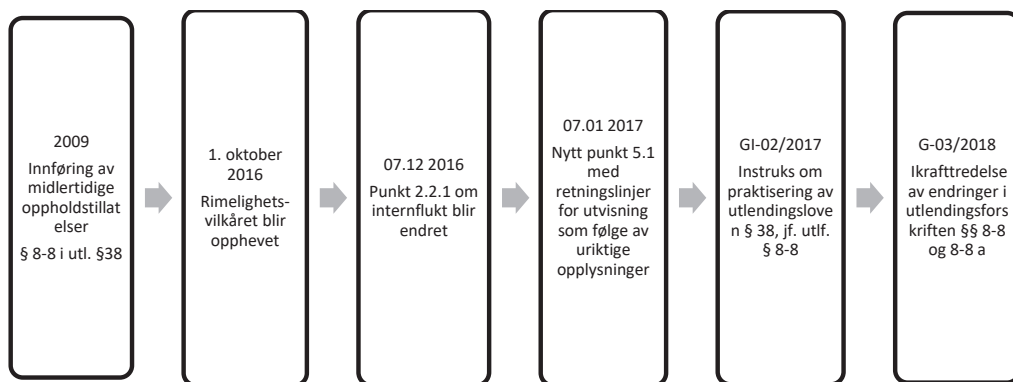 2009
Innføring av
midlertidige
oppholdstillat
elser
§ 8-8 i utl. §38
1. oktober
2016
Rimelighets-
vilkåret blir
opphevet
07.12 2016
Punkt 2.2.1 om
internflukt blir
endret
07.01 2017
Nytt punkt 5.1
med
retningslinjer
for utvisning
som følge av
uriktige
opplysninger
GI-02/2017
Instruks om
praktisering av
utlendingslove
n § 38, jf. utlf.
§ 8-8
G-03/2018
Ikrafttredelse
av endringer i
utlendingsfors
kriften §§ 8-8
og 8-8 a